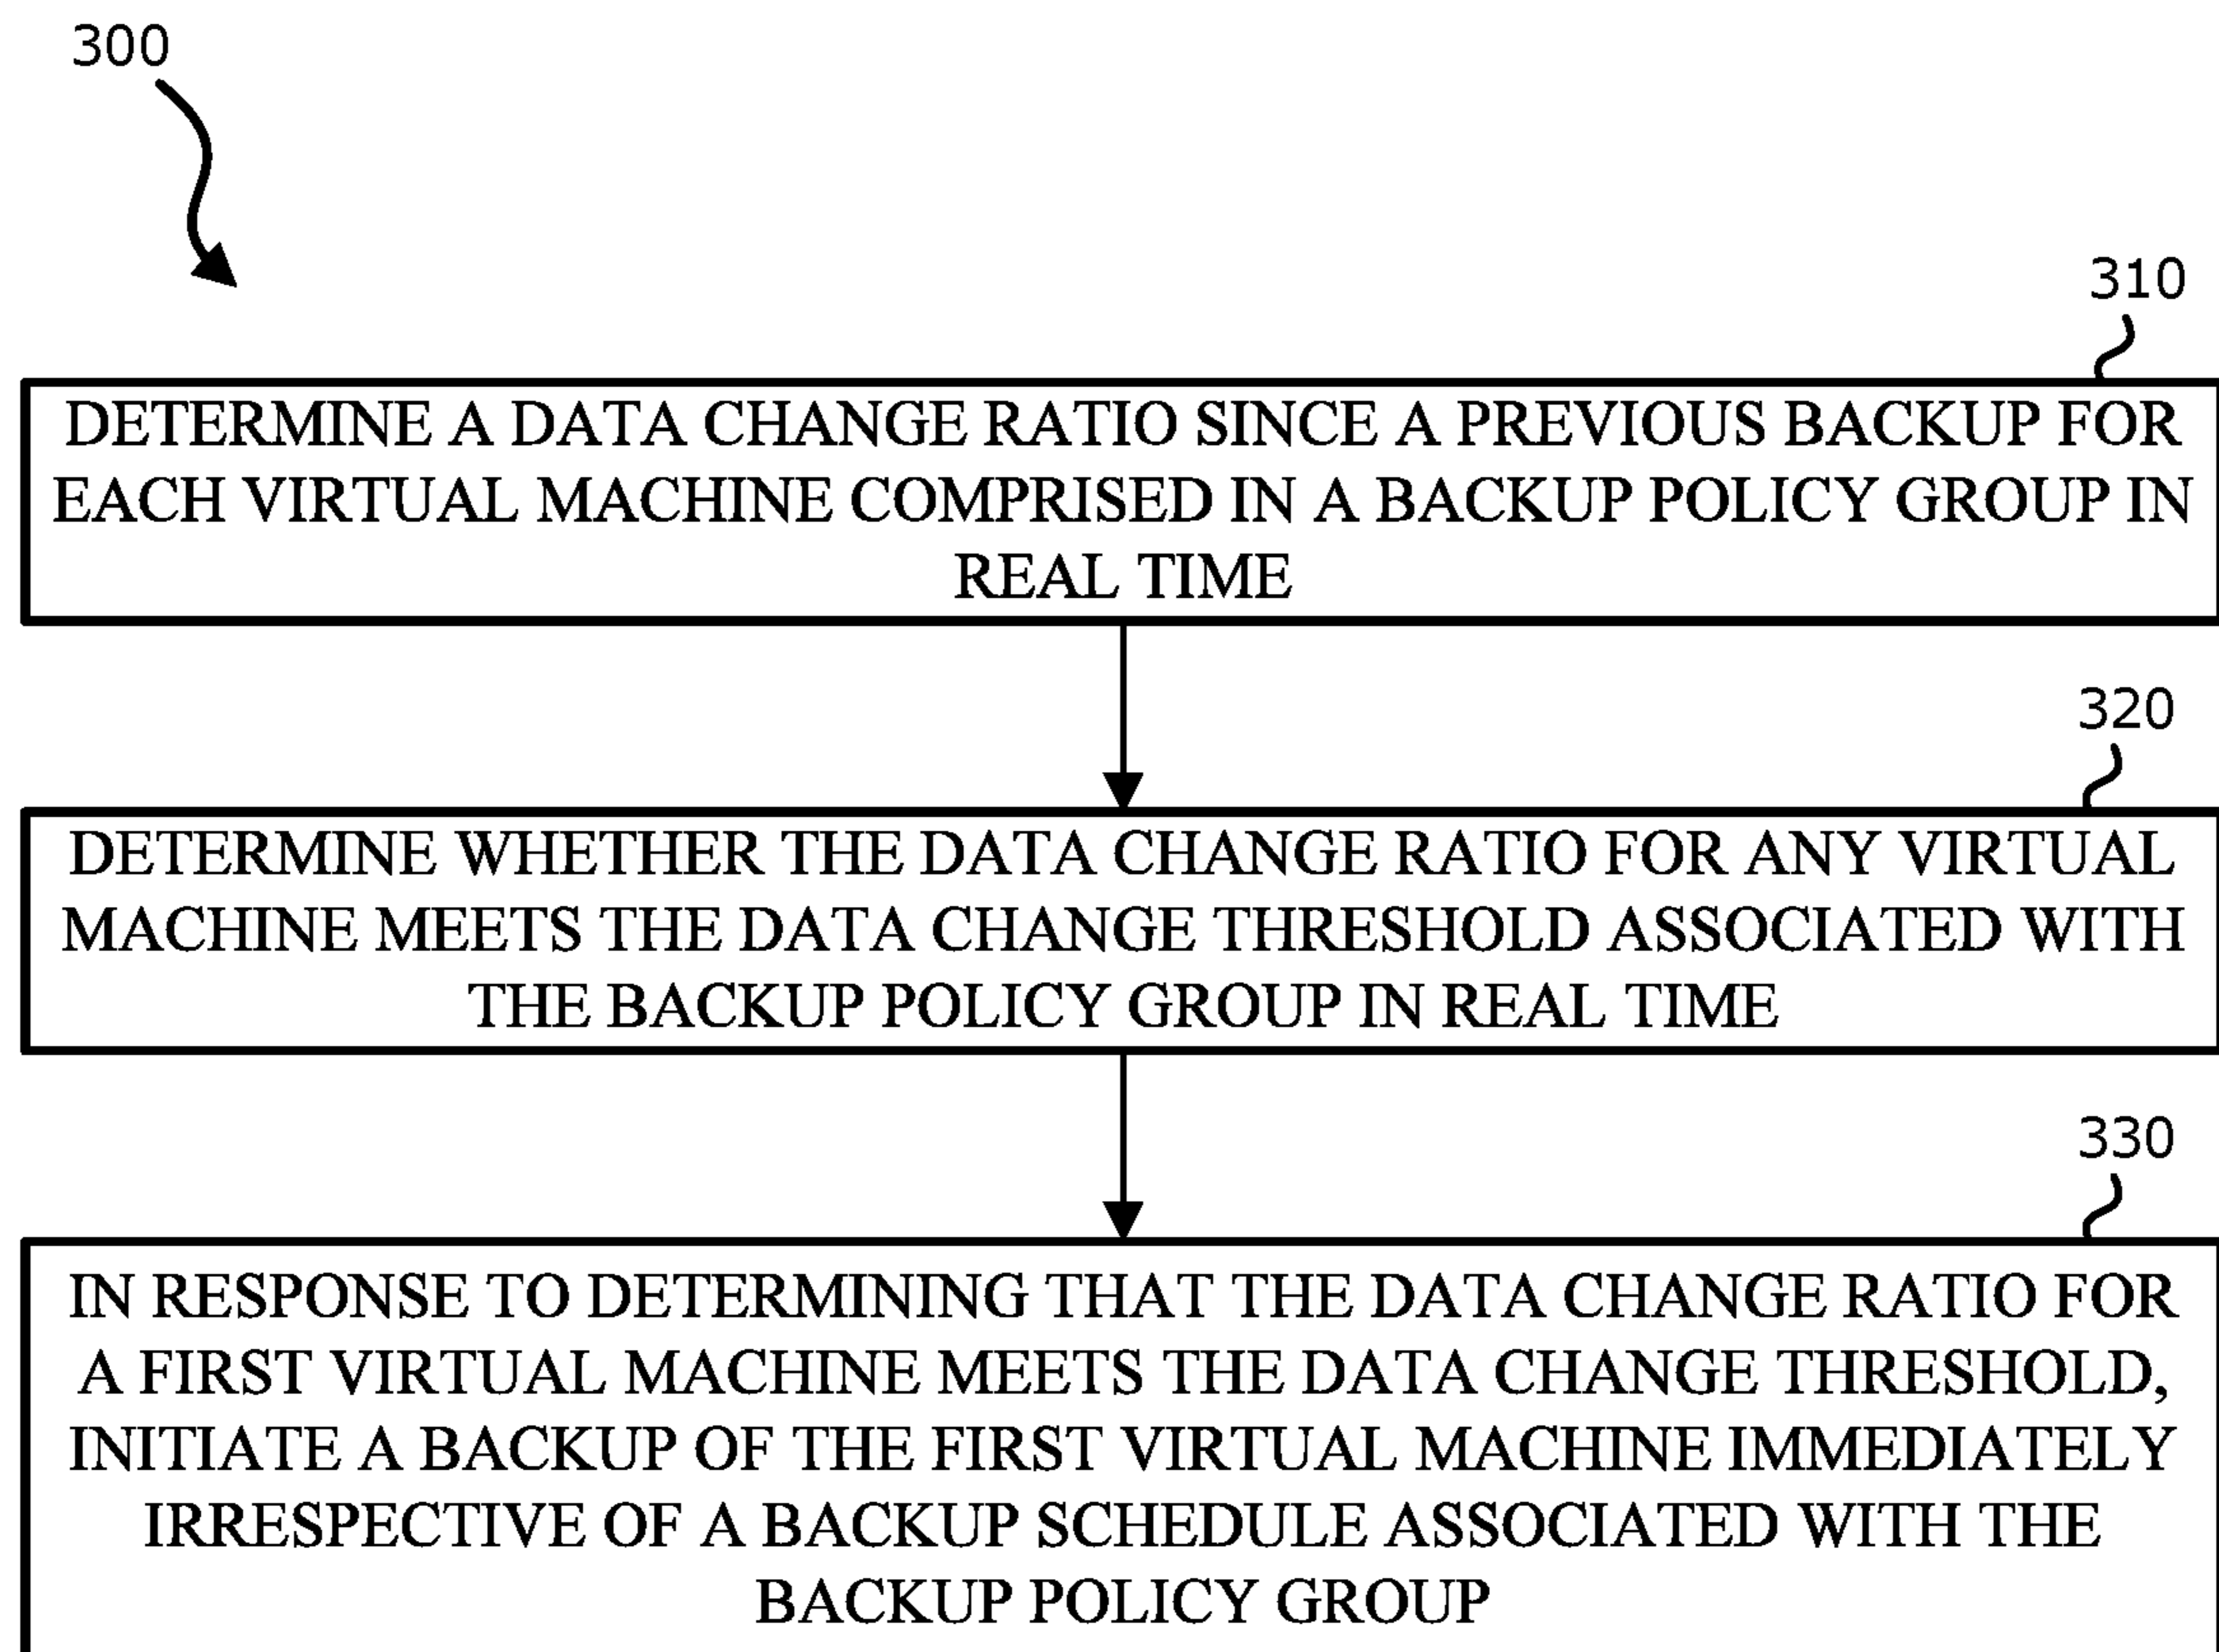 300
310
DETERMINE A DATA CHANGE RATIO SINCE A PREVIOUS BACKUP FOR
EACH VIRTUAL MACHINE COMPRISED IN A BACKUP POLICY GROUP IN
REAL TIME
320
DETERMINE WHETHER THE DATA CHANGE RATIO FOR ANY VIRTUAL
MACHINE MEETS THE DATA CHANGE THRESHOLD ASSOCIATED WITH
THE BACKUP POLICY GROUP IN REAL TIME
330
IN RESPONSE TO DETERMINING THAT THE DATA CHANGE RATIO FOR
A FIRST VIRTUAL MACHINE MEETS THE DATA CHANGE THRESHOLD,
INITIATE A BACKUP OF THE FIRST VIRTUAL MACHINE IMMEDIATELY
IRRESPECTIVE OF A BACKUP SCHEDULE ASSOCIATED WITH THE
BACKUP POLICY GROUP